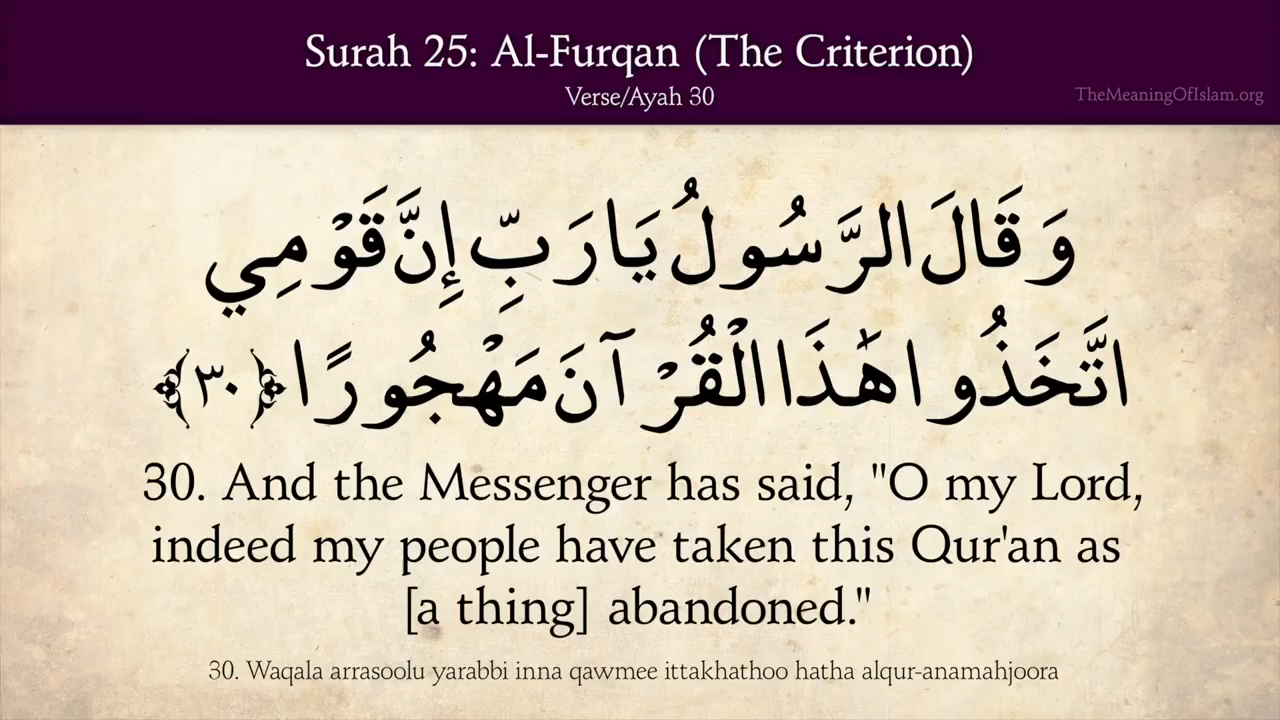 Surah 25: Al-Furqan (The Criterion)
Verse/Ayah 30
TheMeaningOfIslam.org
وَقَالَ الرَّسُولُ يَا رَبِّ إِنَّ قَوْمِي
اتَّخَذُوا هَٰذَا الْقُرْآنَ مَهْجُورًا ﴿٣٠﴾
30. And the Messenger has said, "O my Lord,
indeed my people have taken this Qur'an as
[a thing] abandoned."
30. Waqala arrasoolu yarabbi inna qawmee ittakhathoo hatha alqur-anamahjoora